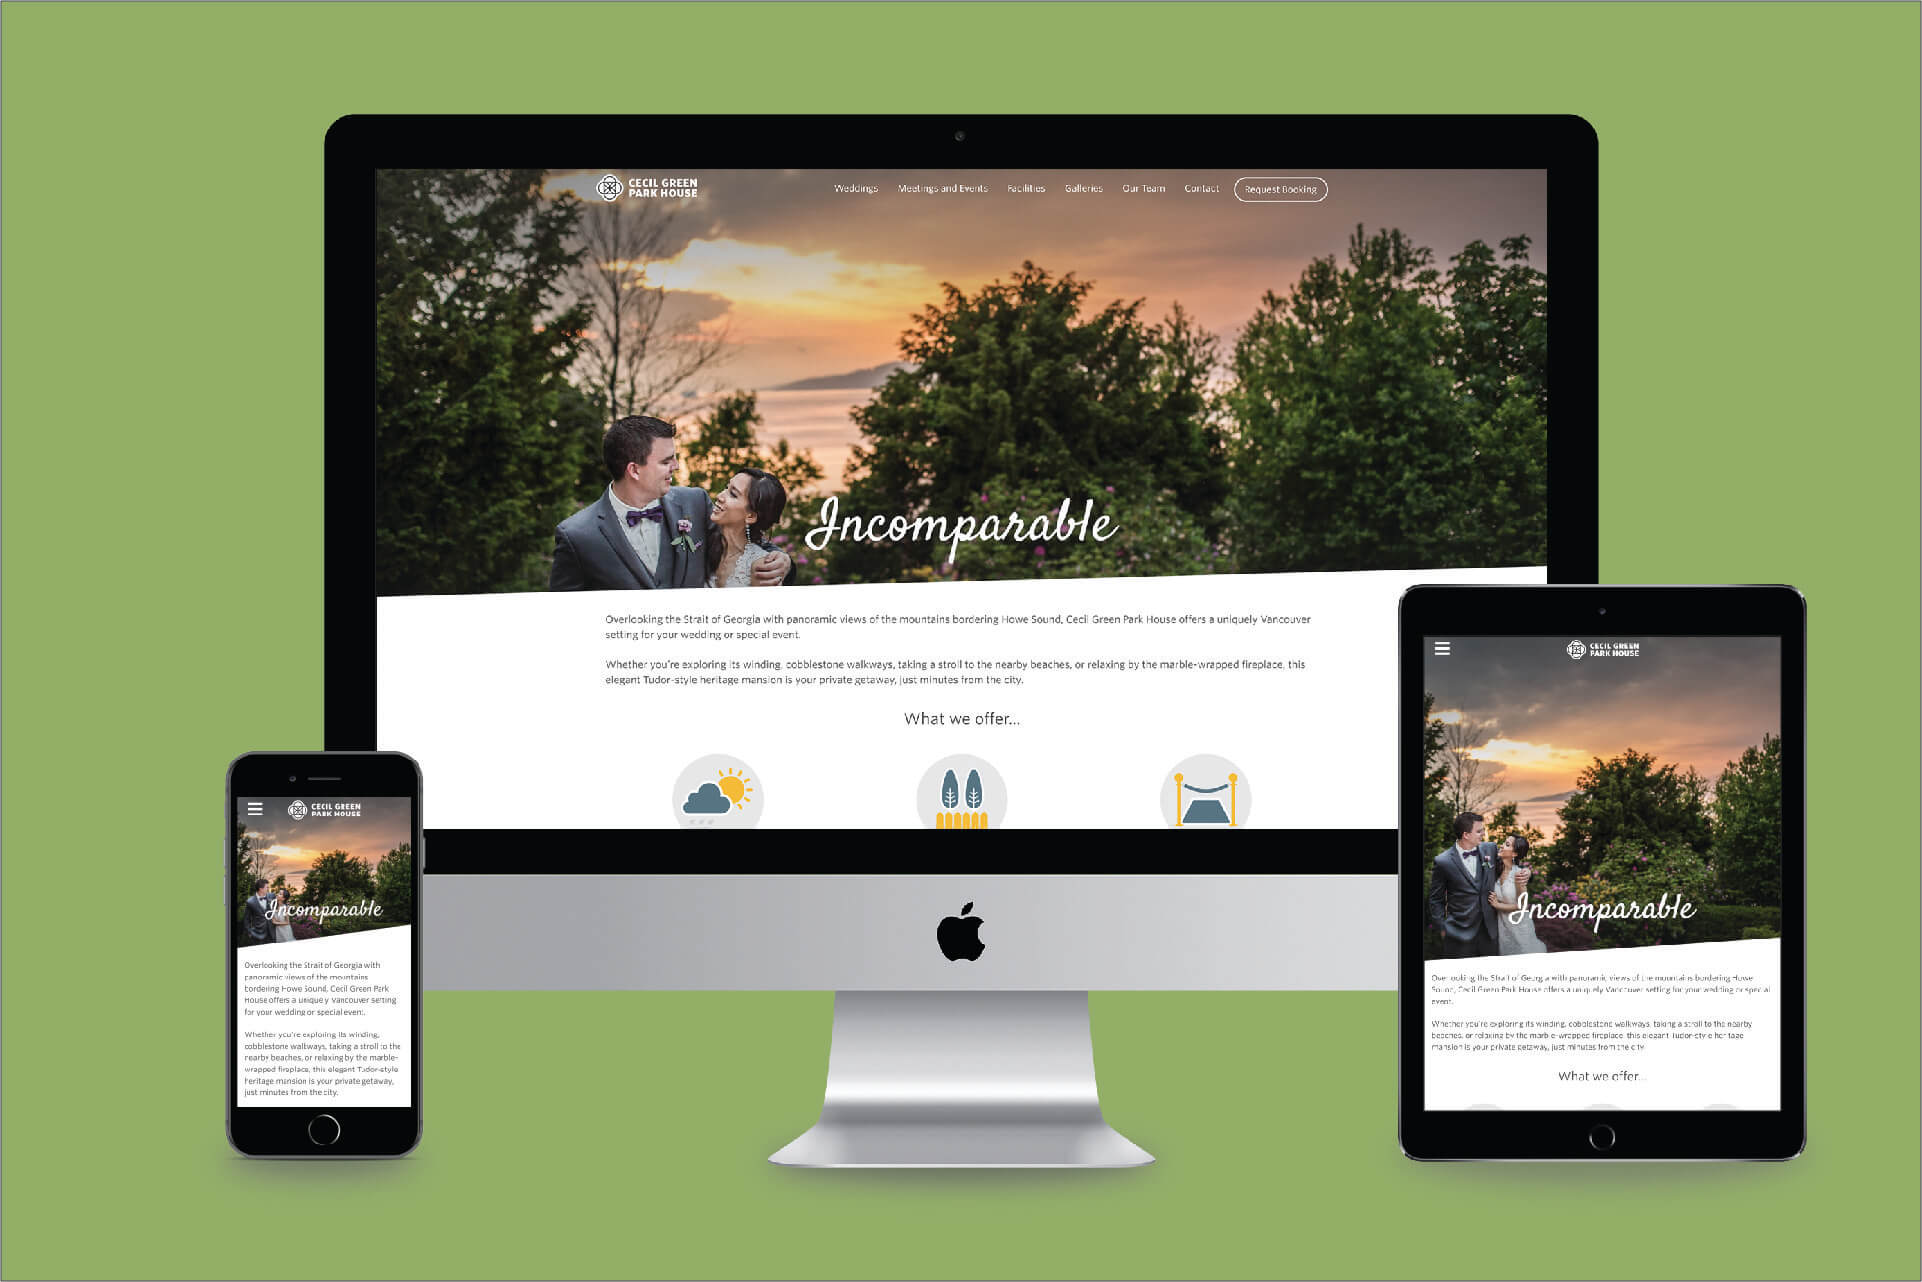 CECIL GREEN
PARK HOUSE
Weddings
Meetings and Events
Facilities
Galleries
Our Team
Contact
Request Booking
Incomparable
Overlooking the Strait of Georgia with panoramic views of the mountains bordering Howe Sound, Cecil Green Park House offers a uniquely Vancouver
setting for your wedding or special event.
Whether you're exploring its winding, cobblestone walkways, taking a stroll to the nearby beaches, or relaxing by the marble-wrapped fireplace, this
elegant Tudor-style heritage mansion is your private getaway, just minutes from the city.
What we offer...
CECIL GREEN
PARK HOUSE
Incomparable
Overlooking the Strait of Georgia with
panoramic views of the mountains
bordering Howe Sound, Cecil Green Park
House offers a uniquely Vancouver setting
for your wedding or special event.
Whether you're exploring its winding,
cobblestone walkways, taking a stroll to the
nearby beaches, or relaxing by the marble-
wrapped fireplace, this elegant Tudor-style
heritage mansion is your private getaway,
just minutes from the city.
CECIL GREEN
PARK HOUSE
Incomparable
Overlooking the Strait of Georgia with panoramic views of the mountains bordering Howe
Sound, Cecil Green Park House offers a uniquely Vancouver setting for your wedding or special
event.
Whether you're exploring its winding, cobblestone walkways, taking a stroll to the nearby
beaches, or relaxing by the marble-wrapped fireplace, this elegant Tudor-style heritage
mansion is your private getaway, just minutes from the city.
What we offer...